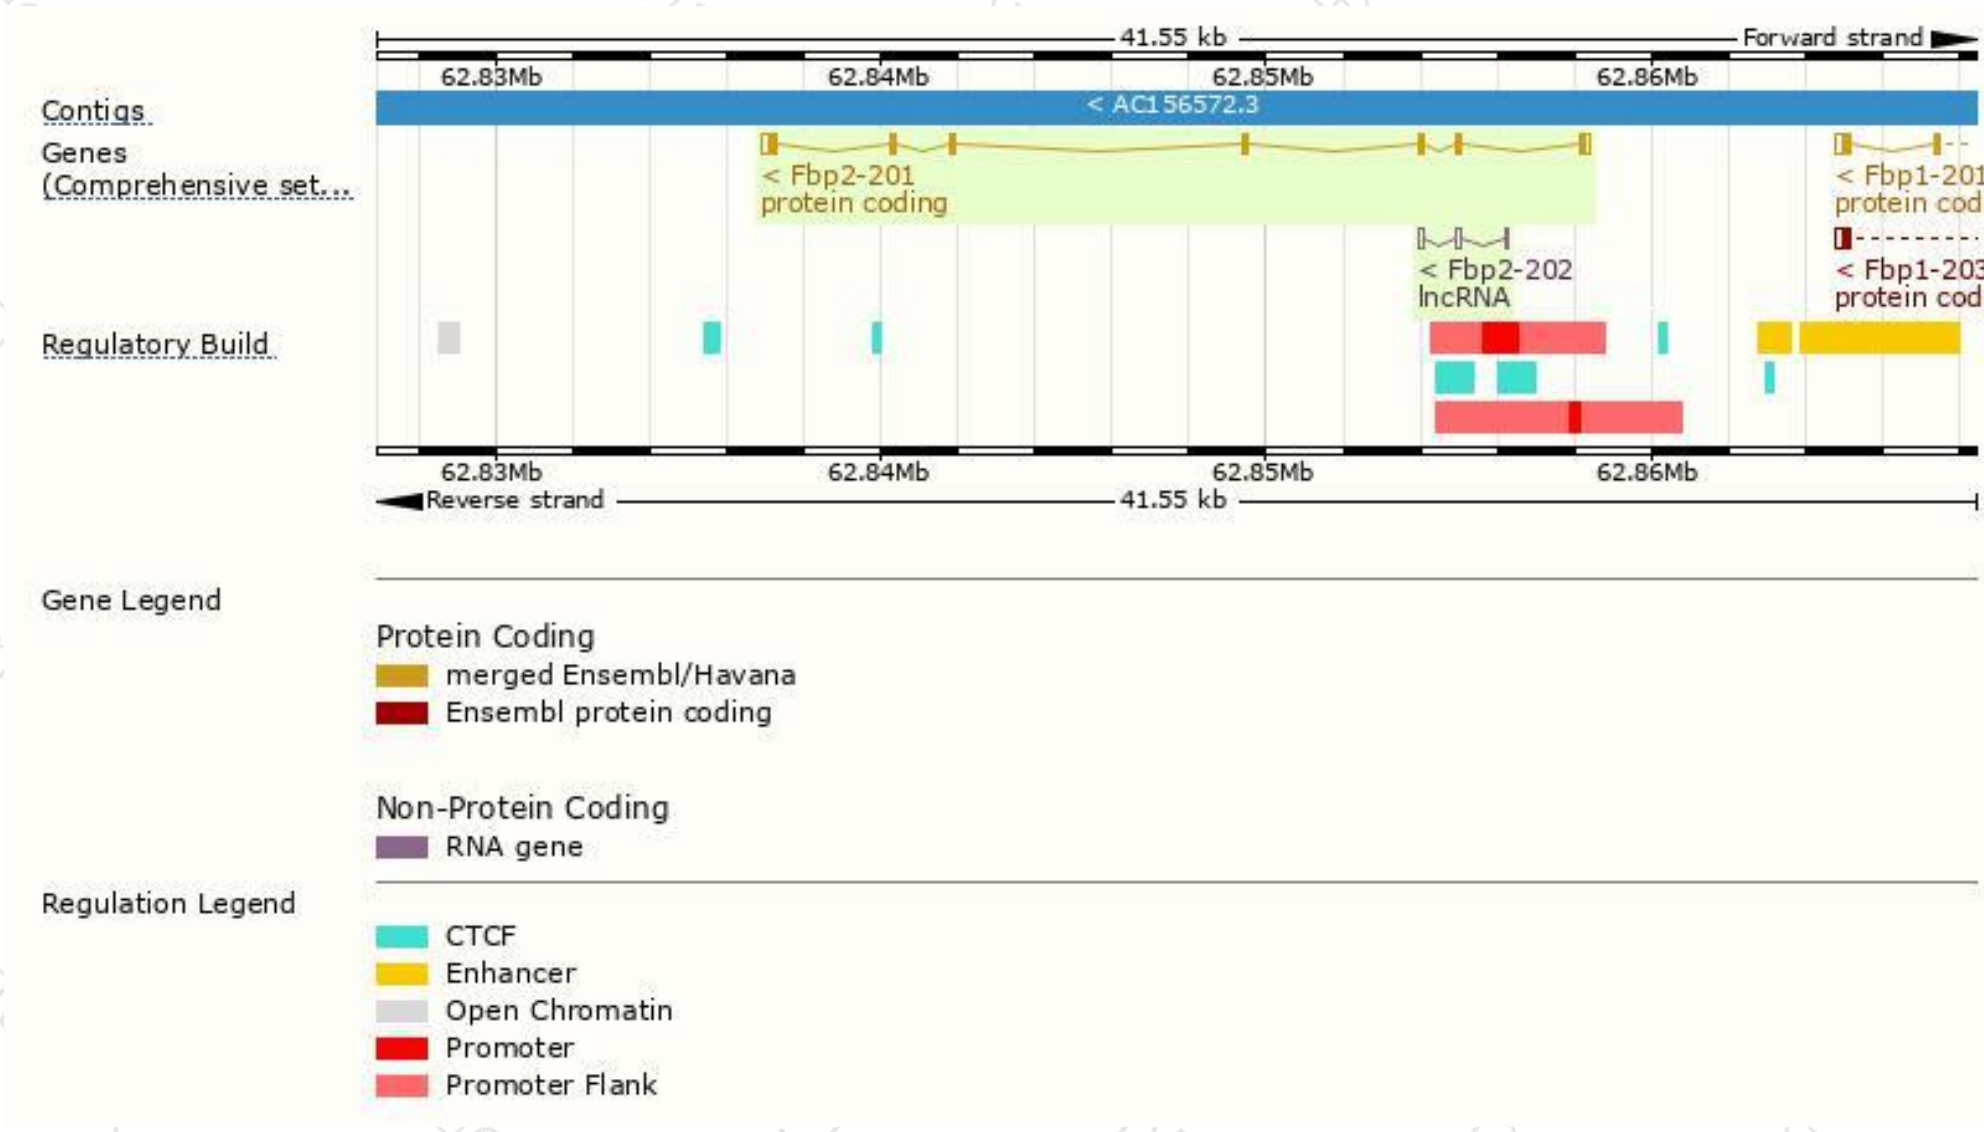 41.55 kb Forward strand
62.83Mb 62.84Mb 62.85Mb 62.86Mb
Contigs < AC156572.3
Genes
(Comprehensive set...
< Fbp2-201 < Fbp1-201
protein coding protein cod
< Fbp2-202 < Fbp1-203
lncRNA protein cod
Regulatory Build
62.83Mb 62.84Mb 62.85Mb 62.86Mb
Reverse strand 41.55 kb
Gene Legend
Protein Coding
merged Ensembl/Havana
Ensembl protein coding
Non-Protein Coding
RNA gene
Regulation Legend
CTCF
Enhancer
Open Chromatin
Promoter
Promoter Flank